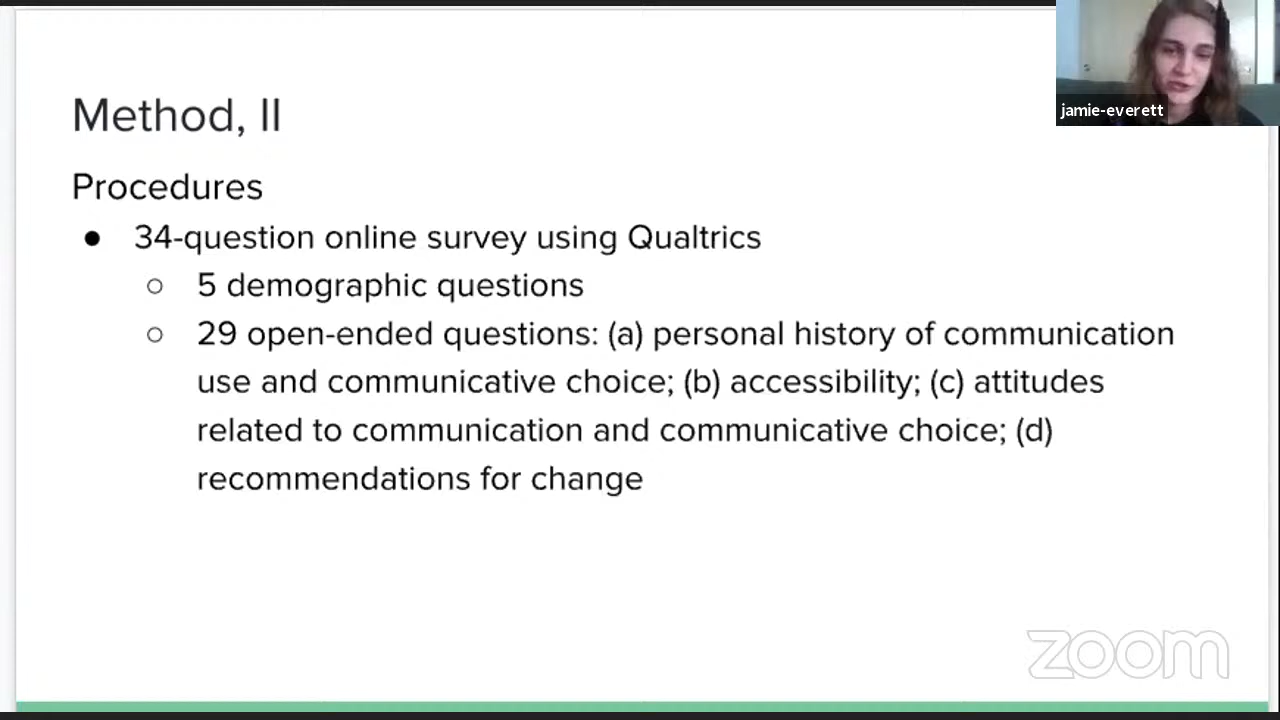 jamie-everett
Method, II
Procedures
● 34-question online survey using Qualtrics
○ 5 demographic questions
○ 29 open-ended questions: (a) personal history of communication
use and communicative choice; (b) accessibility; (c) attitudes
related to communication and communicative choice; (d)
recommendations for change
zoom